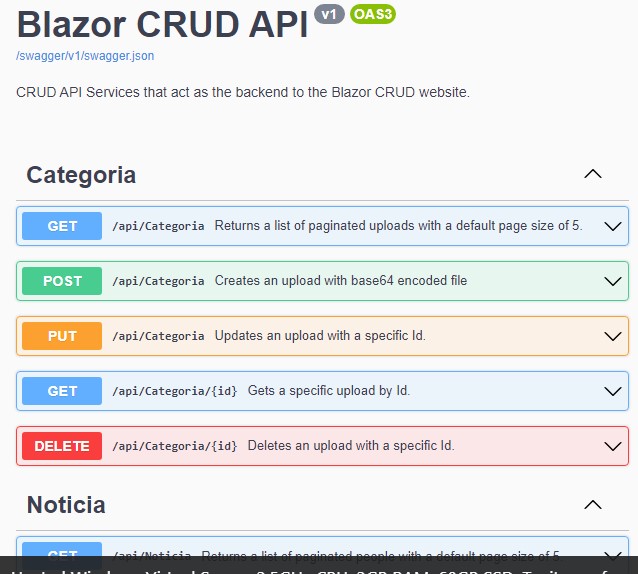 Blazor CRUD API v1 OAS3
/swagger/v1/swagger.json
CRUD API Services that act as the backend to the Blazor CRUD website.
Categoria
GET /api/Categoria Returns a list of paginated uploads with a default page size of 5.
POST /api/Categoria Creates an upload with base64 encoded file
PUT /api/Categoria Updates an upload with a specific Id.
GET /api/Categoria/{id} Gets a specific upload by Id.
DELETE /api/Categoria/{id} Deletes an upload with a specific Id.
Noticia
GET /api/Noticia Returns a list of paginated people with a default page size of 5.